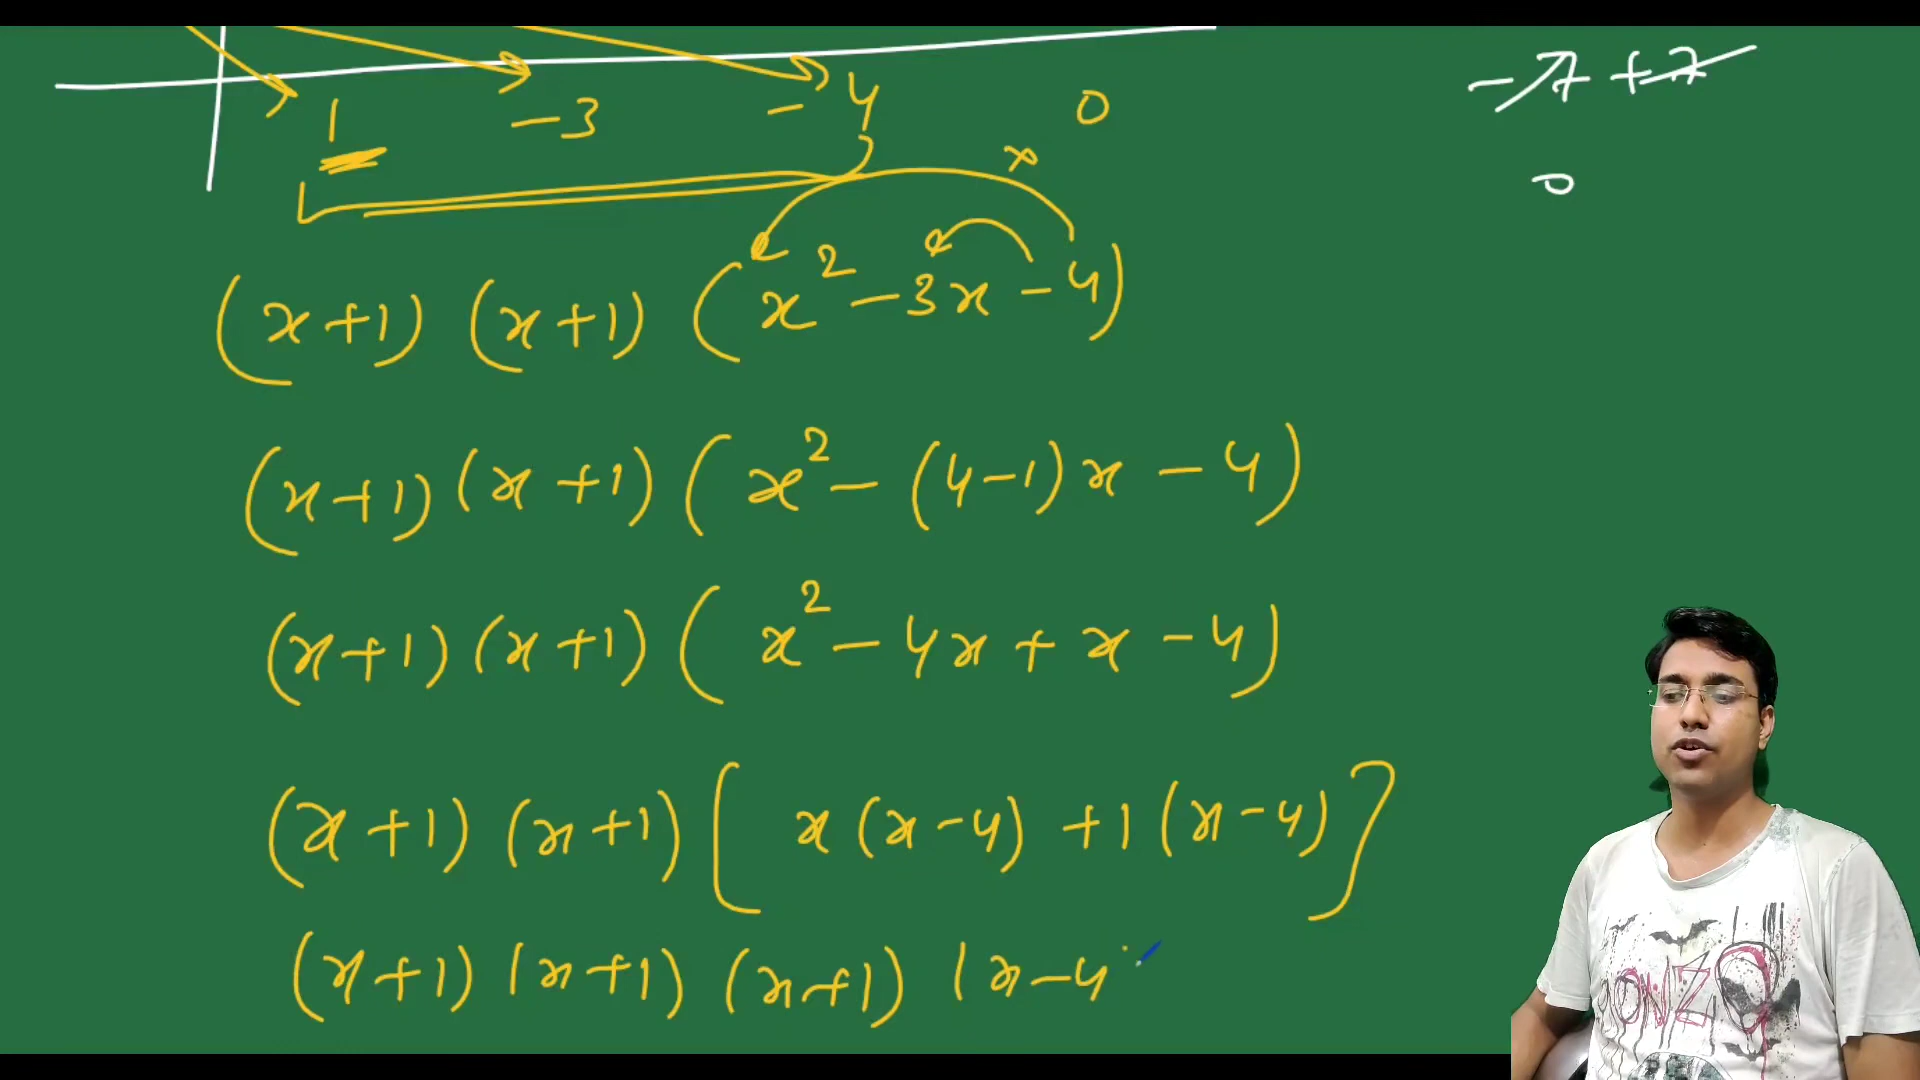 1 -3 -4 0
-7 +7
0
×
(x+1) (x+1) (x² -3x -4)
(x+1) (x+1) (x² - (4-1)x - 4)
(x+1) (x+1) (x² - 4x + x - 4)
(x+1) (x+1) [x(x-4) +1(x-4)]
(x+1) (x+1) (x+1) (x-4